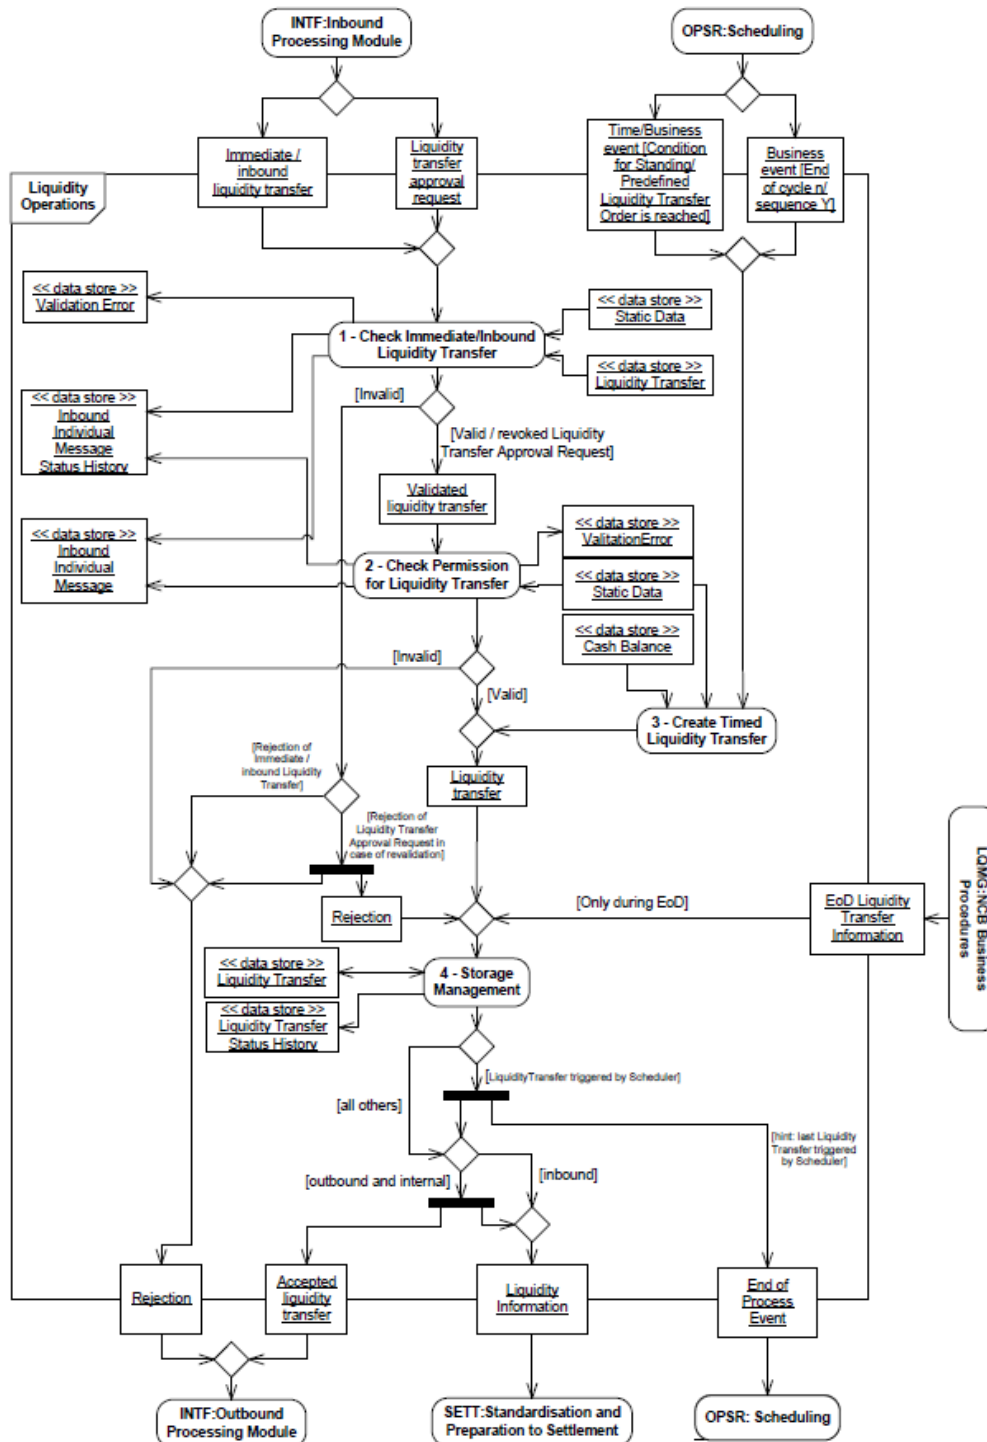 INTF:Inbound
Processing Module
OPSR:Scheduling
Immediate /
inbound
liquidity transfer
Liquidity
transfer
approval
request
Time/Business
event [Condition
for Standing/
Predefined
Liquidity Transfer
Order is reached]
Business
event [End
of cycle n/
sequence Y]
Liquidity
Operations
<< data store >>
Validation Error
<< data store >>
Static Data
1 - Check Immediate/Inbound
Liquidity Transfer
<< data store >>
Liquidity Transfer
<< data store >>
Inbound
Individual
Message
Status History
[Invalid]
[Valid / revoked Liquidity
Transfer Approval Request]
Validated
liquidity transfer
<< data store >>
ValitationError
<< data store >>
Inbound
Individual
Message
2 - Check Permission
for Liquidity Transfer
<< data store >>
Static Data
<< data store >>
Cash Balance
[Invalid]
[Valid]
3 - Create Timed
Liquidity Transfer
[Rejection of
Immediate /
inbound Liquidity
Transfer]
Liquidity
transfer
[Rejection of
Liquidity Transfer
Approval Request in
case of revalidation]
Rejection
[Only during EoD]
EoD Liquidity
Transfer
Information
LQMG:NCB Business
Procedures
<< data store >>
Liquidity Transfer
4 - Storage
Management
<< data store >>
Liquidity Transfer
Status History
[LiquidityTransfer triggered by Scheduler]
[all others]
[hint: last Liquidity
Transfer triggered
by Scheduler]
[outbound and internal]
[inbound]
Rejection
Accepted
liquidity
transfer
Liquidity
Information
End of
Process
Event
INTF:Outbound
Processing Module
SETT:Standardisation and
Preparation to Settlement
OPSR: Scheduling